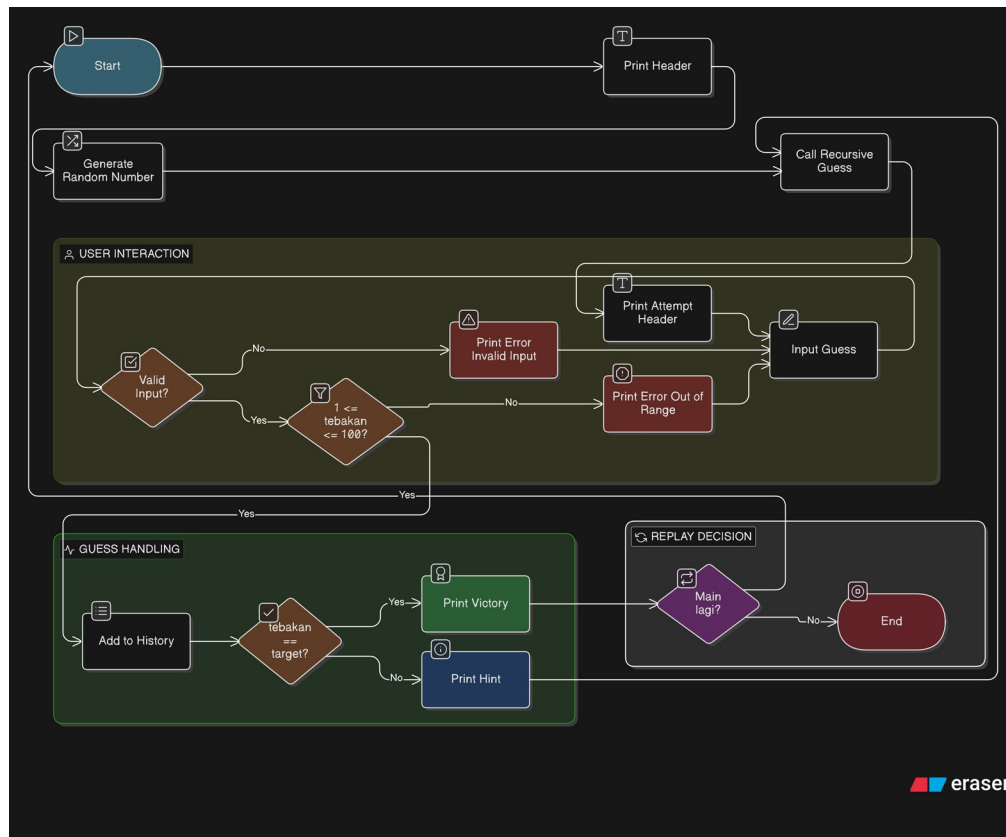 Start
Print Header
Generate
Random Number
Call Recursive
Guess
USER INTERACTION
Print Attempt
Header
Print Error
Invalid Input
Input Guess
No
Valid
Input?
Yes
1 <=
tebakan
<= 100?
No
Print Error Out of
Range
Yes
Yes
GUESS HANDLING
REPLAY DECISION
Add to History
tebakan
==
target?
Yes
Print Victory
No
Print Hint
Main
lagi?
No
End
eraser